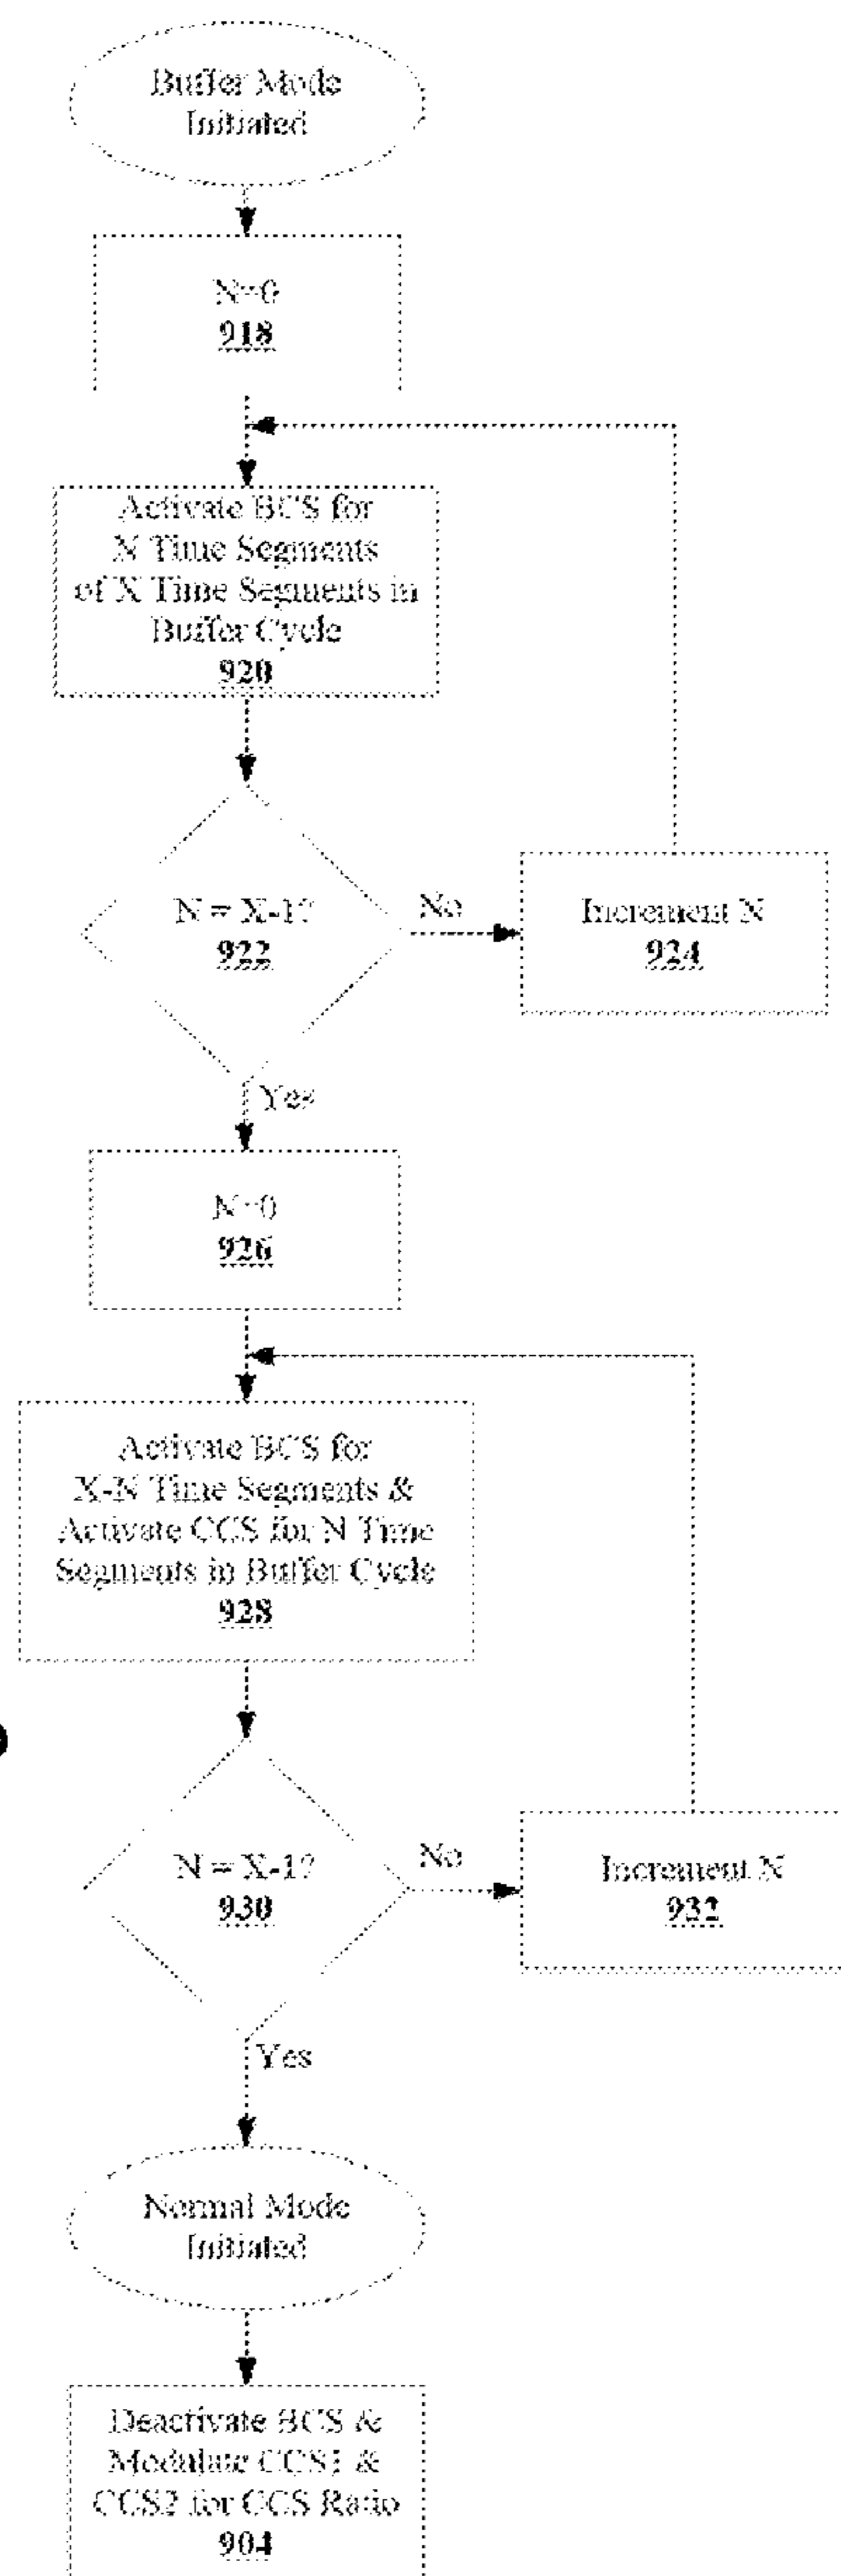 Buffer Mode
Initiated
N=0
918
Activate BCS for
N Time Segments
of X Time Segments in
Buffer Cycle
920
N = X-1?
922
No
Increment N
924
Yes
N=0
926
Activate BCS for
X-N Time Segments &
Activate CCS for N Time
Segments in Buffer Cycle
928
N = X-1?
930
No
Increment N
932
Yes
Normal Mode
Initiated
Deactivate BCS &
Modulate CCS1 &
CCS2 for CCS Ratio
904